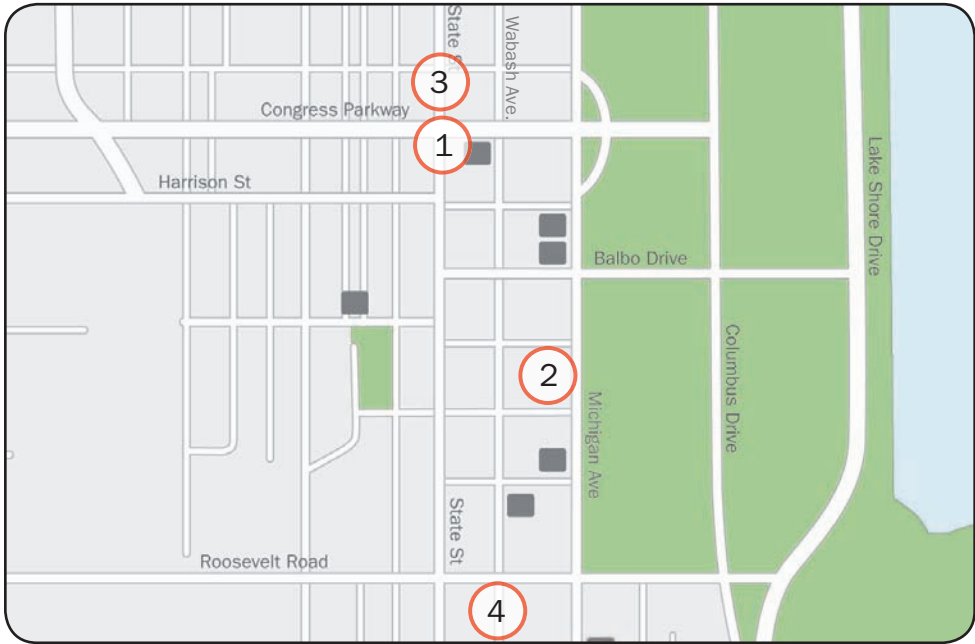 State St
Wabash Ave.
3
Congress Parkway
1
Lake Shore Drive
Harrison St
Balbo Drive
Columbus Drive
2
Michigan Ave
State St
Roosevelt Road
4